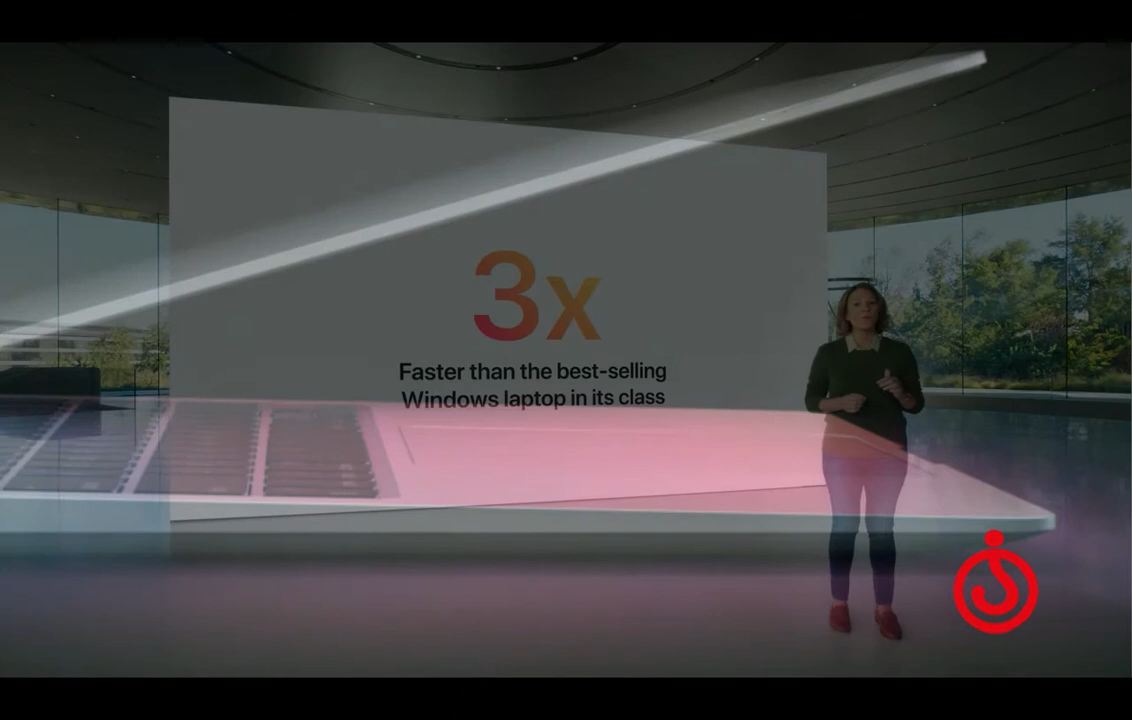 3x
Faster than the best-selling
Windows laptop in its class